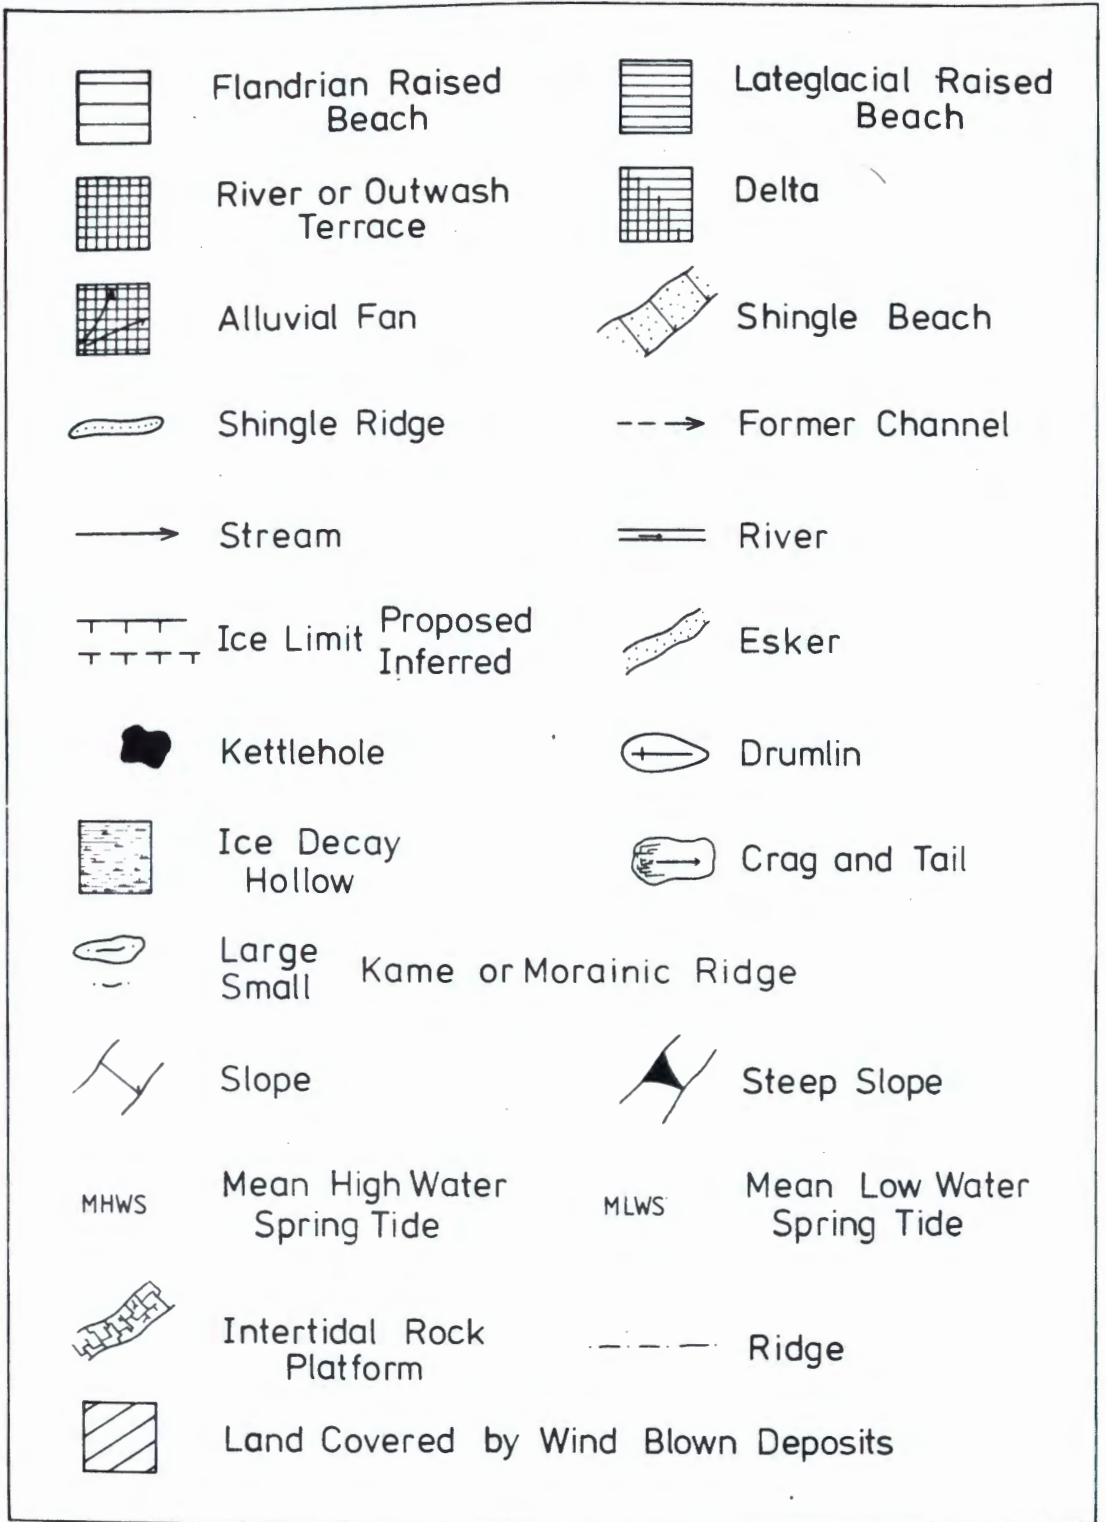 Flandrian Raised
Beach
Lateglacial Raised
Beach
River or Outwash
Terrace
Delta
Alluvial Fan
Shingle Beach
Shingle Ridge
Former Channel
Stream
River
Ice Limit
Proposed
Inferred
Esker
Kettlehole
Drumlin
Ice Decay
Hollow
Crag and Tail
Large
Small
Kame or Morainic Ridge
Slope
Steep Slope
MHWS
Mean High Water
Spring Tide
MLWS
Mean Low Water
Spring Tide
Intertidal Rock
Platform
Ridge
Land Covered by Wind Blown Deposits